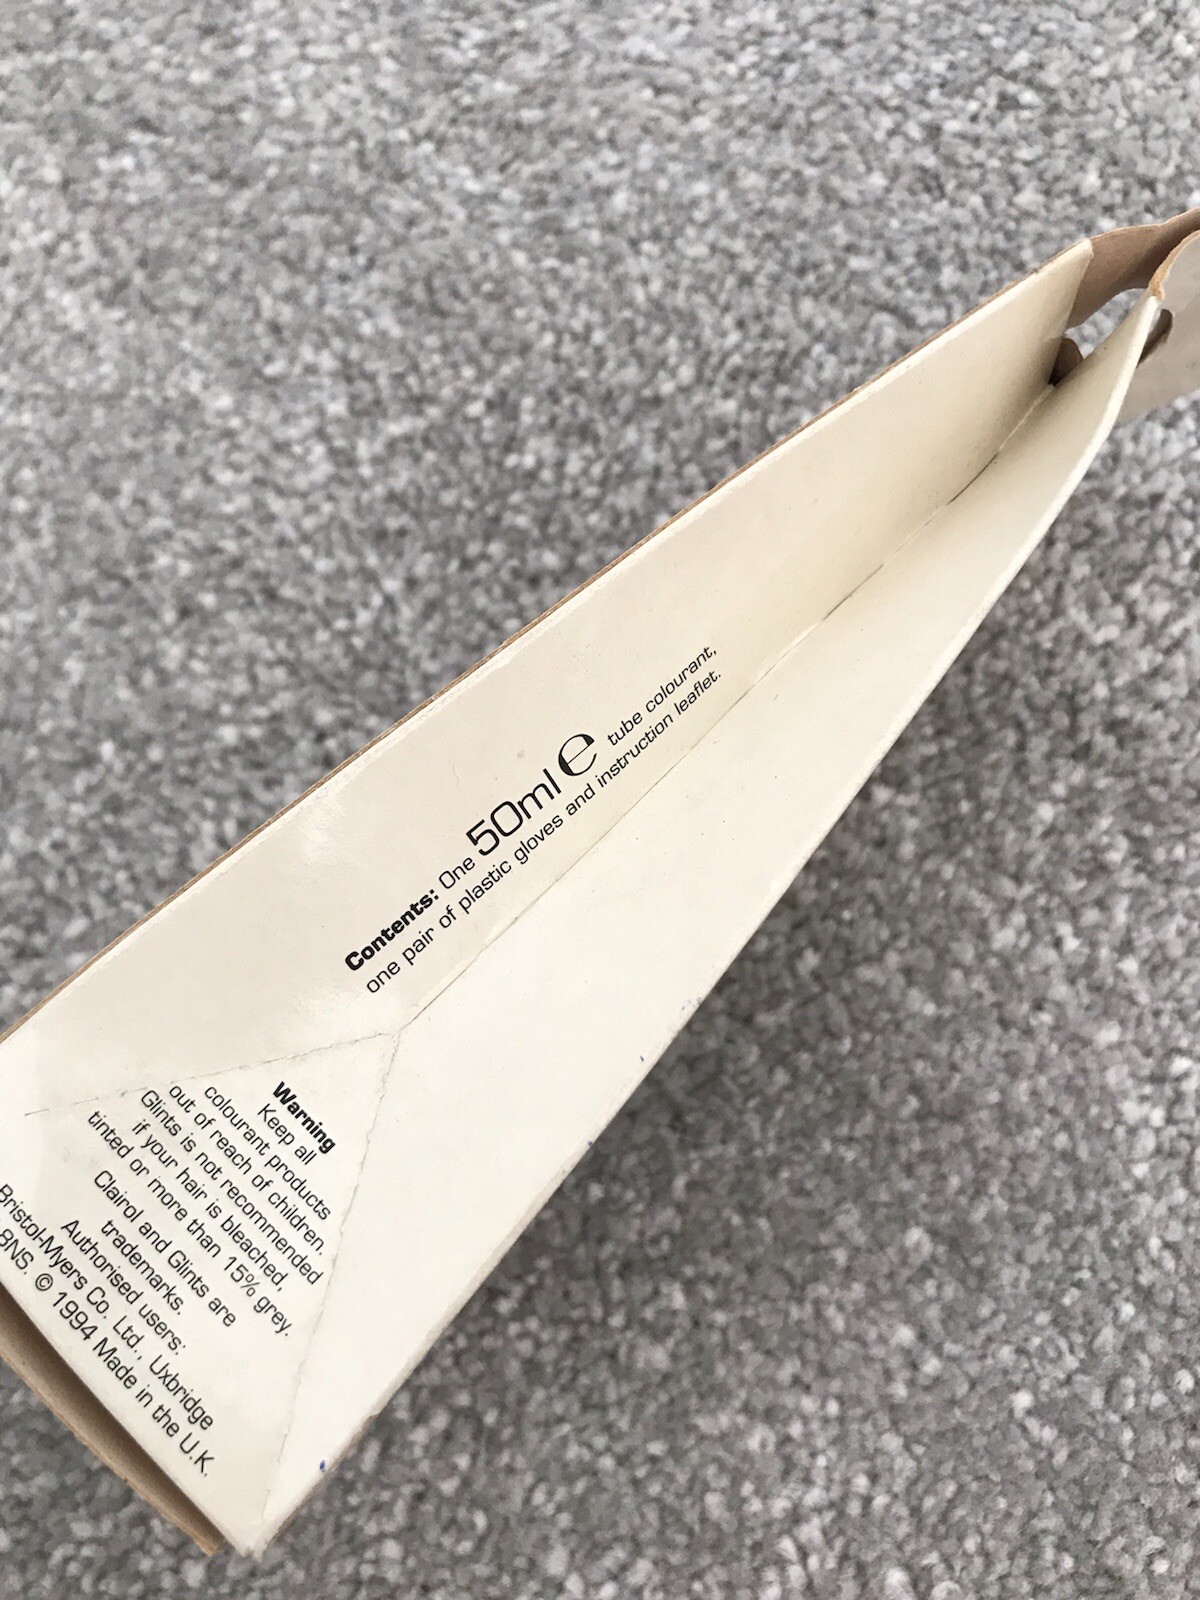 Contents: One 50ml e tube colourant,
one pair of plastic gloves and instruction leaflet.
Warning
Keep all
colourant products
out of reach of children.
Glints is not recommended
if your hair is bleached,
tinted or more than 15% grey.
Clairol and Glints are
trademarks.
Authorised users:
Bristol-Myers Co. Ltd., Uxbridge
8NS. © 1994 Made in the U.K.